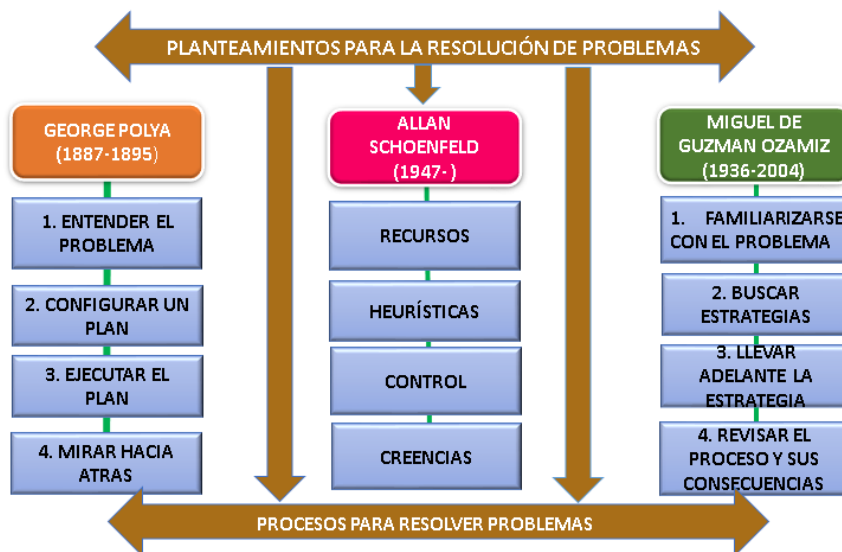 PLANTEAMIENTOS PARA LA RESOLUCIÓN DE PROBLEMAS
GEORGE POLYA
(1887-1895)
1. ENTENDER EL
PROBLEMA
2. CONFIGURAR UN
PLAN
3. EJECUTAR EL
PLAN
4. MIRAR HACIA
ATRAS
ALLAN
SCHOENFELD
(1947- )
RECURSOS
HEURÍSTICAS
CONTROL
CREENCIAS
MIGUEL DE
GUZMAN OZAMIZ
(1936-2004)
1. FAMILIARIZARSE
CON EL PROBLEMA
2. BUSCAR
ESTRATEGIAS
3. LLEVAR
ADELANTE LA
ESTRATEGIA
4. REVISAR EL
PROCESO Y SUS
CONSECUENCIAS
PROCESOS PARA RESOLVER PROBLEMAS